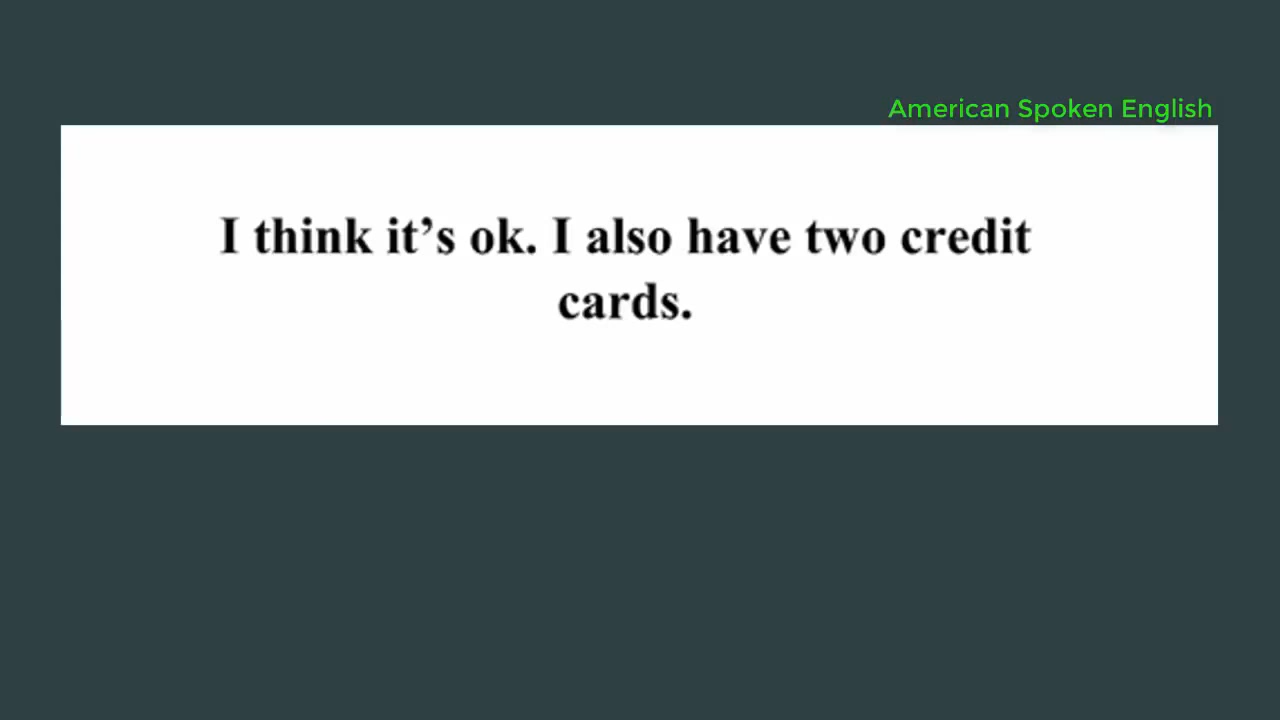 American Spoken English
I think it’s ok. I also have two credit
cards.